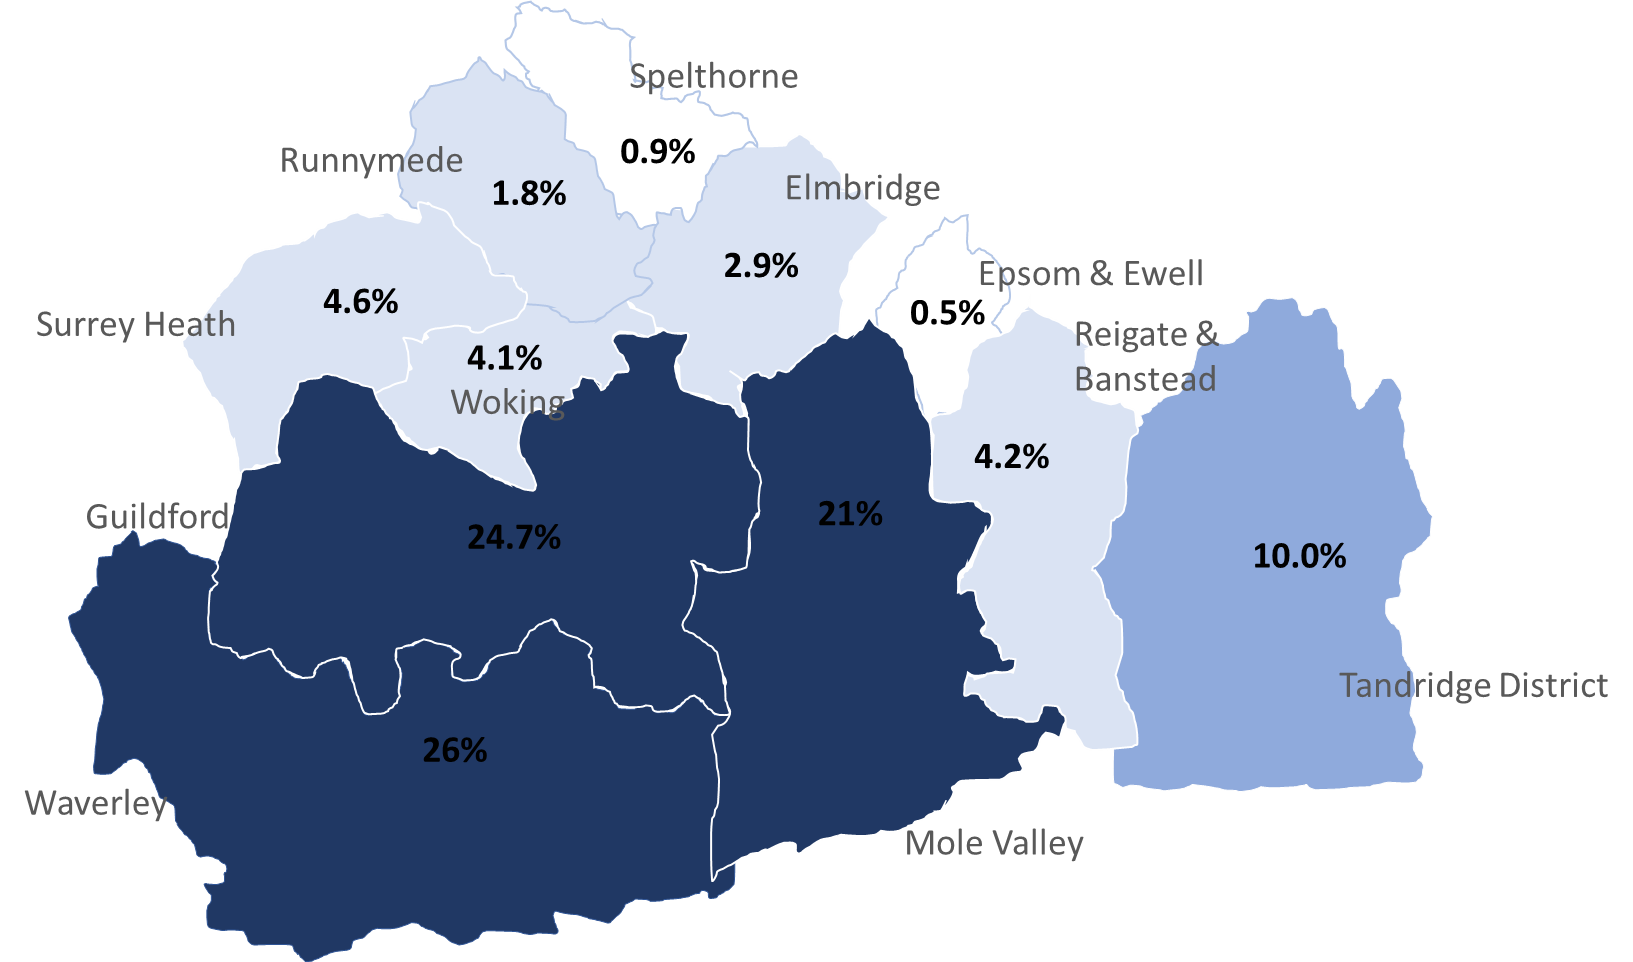 Spelthorne
0.9%
Runnymede
1.8%
Elmbridge
2.9%
Epsom & Ewell
0.5%
Surrey Heath
4.6%
4.1%
Woking
Reigate &
Banstead
4.2%
Guildford
24.7%
21%
10.0%
Tandridge District
26%
Waverley
Mole Valley